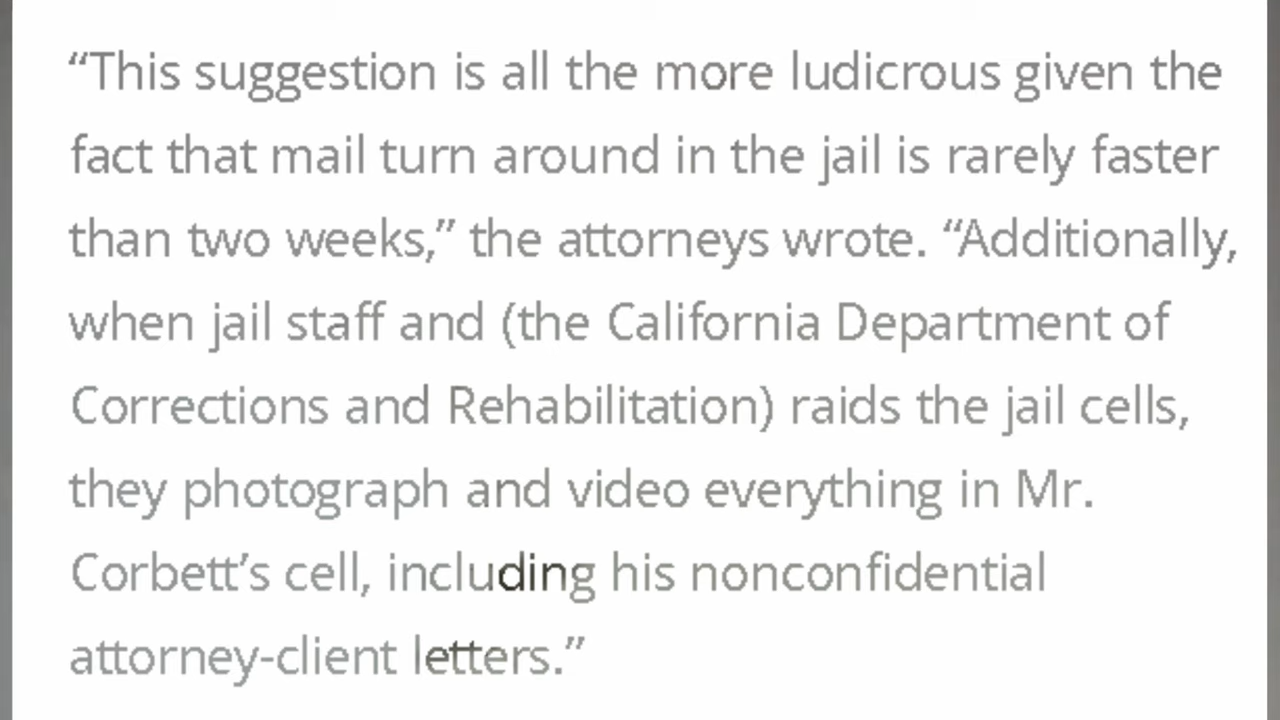 “This suggestion is all the more ludicrous given the
fact that mail turn around in the jail is rarely faster
than two weeks,” the attorneys wrote. “Additionally,
when jail staff and (the California Department of
Corrections and Rehabilitation) raids the jail cells,
they photograph and video everything in Mr.
Corbett’s cell, including his nonconfidential
attorney-client letters.”